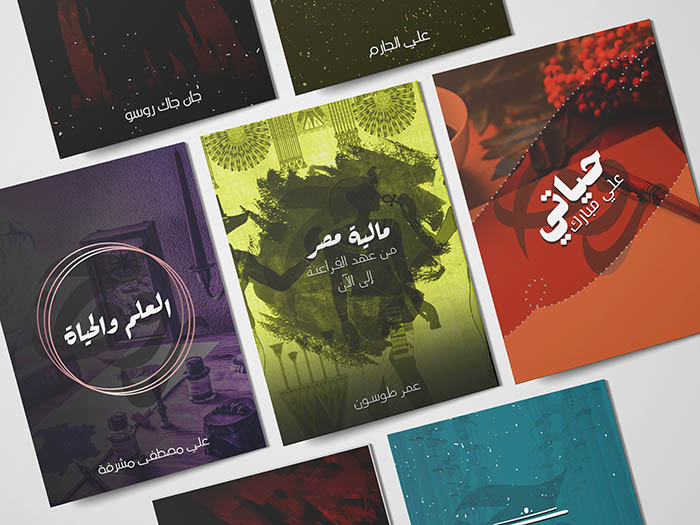 جان جاك روسو
علي الجارم
العلم والحياة
علي مصطفى مشرفة
مالية مصر
من عهد الفراعنة
إلى الآن
عمر طوسون
حياتي
علي مبارك